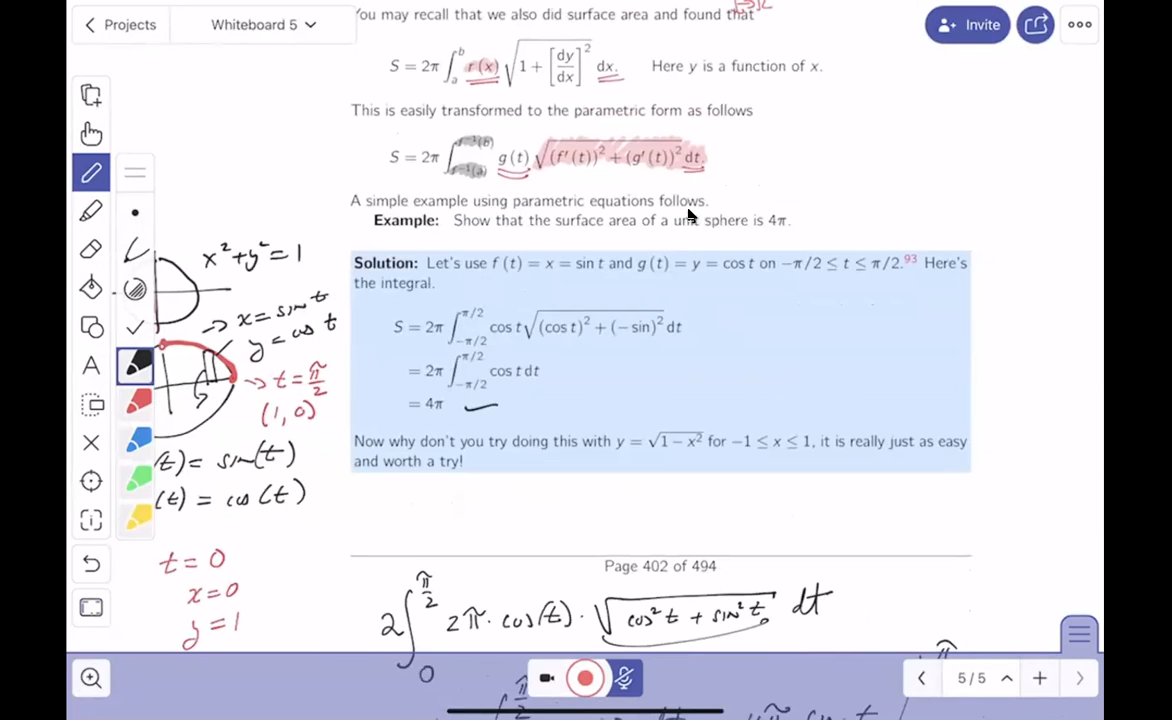 Projects
Whiteboard 5
Invite
You may recall that we also did surface area and found that
S = 2π ∫_a^b r(x) √(1 + [dy/dx]²) dx. Here y is a function of x.
This is easily transformed to the parametric form as follows
S = 2π ∫_{f⁻¹(a)}^{f⁻¹(b)} g(t) √((f'(t))² + (g'(t))²) dt.
A simple example using parametric equations follows.
Example: Show that the surface area of a unit sphere is 4π.
Solution: Let's use f(t) = x = sin t and g(t) = y = cos t on −π/2 ≤ t ≤ π/2.93 Here's
the integral.
S = 2π ∫_{−π/2}^{π/2} cos t √((cos t)² + (−sin)²) dt
= 2π ∫_{−π/2}^{π/2} cos t dt
= 4π
Now why don't you try doing this with y = √(1 − x²) for −1 ≤ x ≤ 1, it is really just as easy
and worth a try!
Page 402 of 494
x² + y² = 1
→ x = sin t
y = cos t
→ t = π/2
(1, 0)
(t) = sin(t)
(t) = cos(t)
t = 0
x = 0
y = 1
2 ∫_0^{π/2} 2π · cos(t) · √(cos² t + sin² t) dt
A
5/5